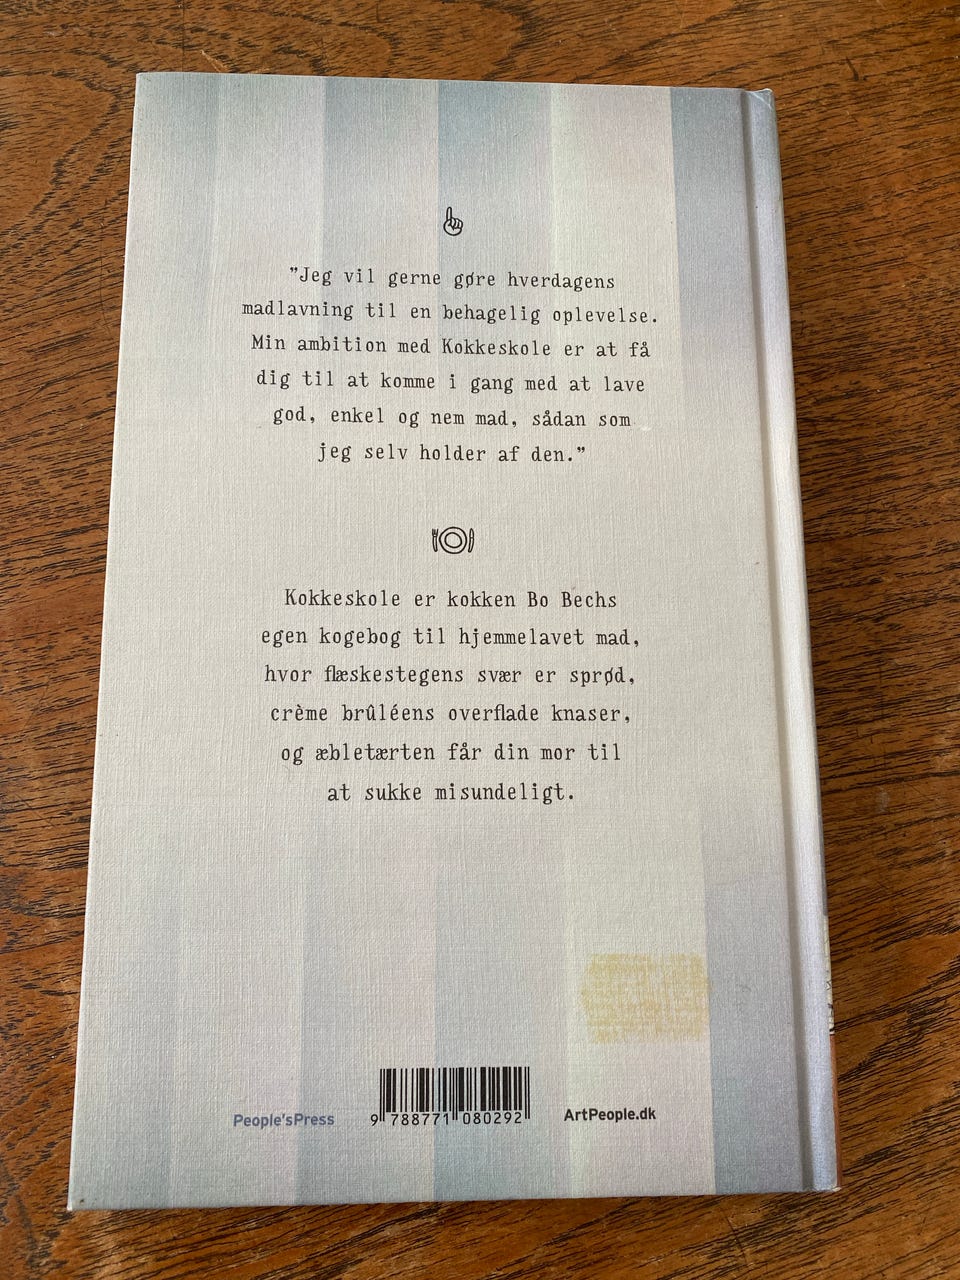 ”Jeg vil gerne gøre hverdagens
madlavning til en behagelig oplevelse.
Min ambition med Kokkeskole er at få
dig til at komme i gang med at lave
god, enkel og nem mad, sådan som
jeg selv holder af den.”
Kokkeskole er kokken Bo Bechs
egen kogebog til hjemmelavet mad,
hvor flæskestegens svær er sprød,
crème brûléens overflade knaser,
og æbletærten får din mor til
at sukke misundeligt.
People'sPress
9 788771 080292
ArtPeople.dk